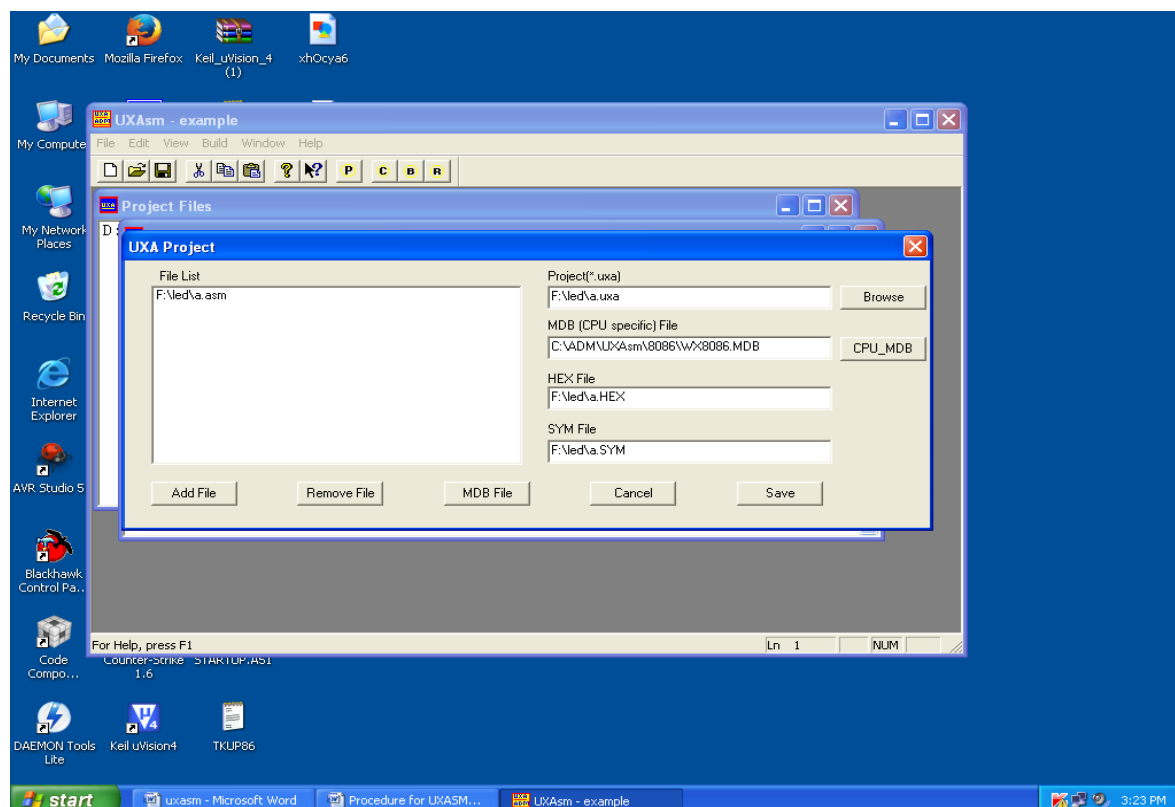 My Documents
Mozilla Firefox
Keil_uVision_4
(1)
xhOcya6
My Compute
My Network
Places
Recycle Bin
Internet
Explorer
AVR Studio 5
Blackhawk
Control Pa..
Code
Compo...
Counter-Strike
1.6
STARTUP.A51
DAEMON Tools
Lite
Keil uVision4
TKUP86
UXAsm - example
File Edit View Build Window Help
P C B R
Project Files
D:
UXA Project
File List
F:\led\a.asm
Project(*.uxa)
F:\led\a.uxa
Browse
MDB (CPU specific) File
C:\ADM\UXAsm\8086\WX8086.MDB
CPU_MDB
HEX File
F:\led\a.HEX
SYM File
F:\led\a.SYM
Add File
Remove File
MDB File
Cancel
Save
For Help, press F1
Ln 1
NUM
start
uxasm - Microsoft Word
Procedure for UXASM...
UXAsm - example
3:23 PM